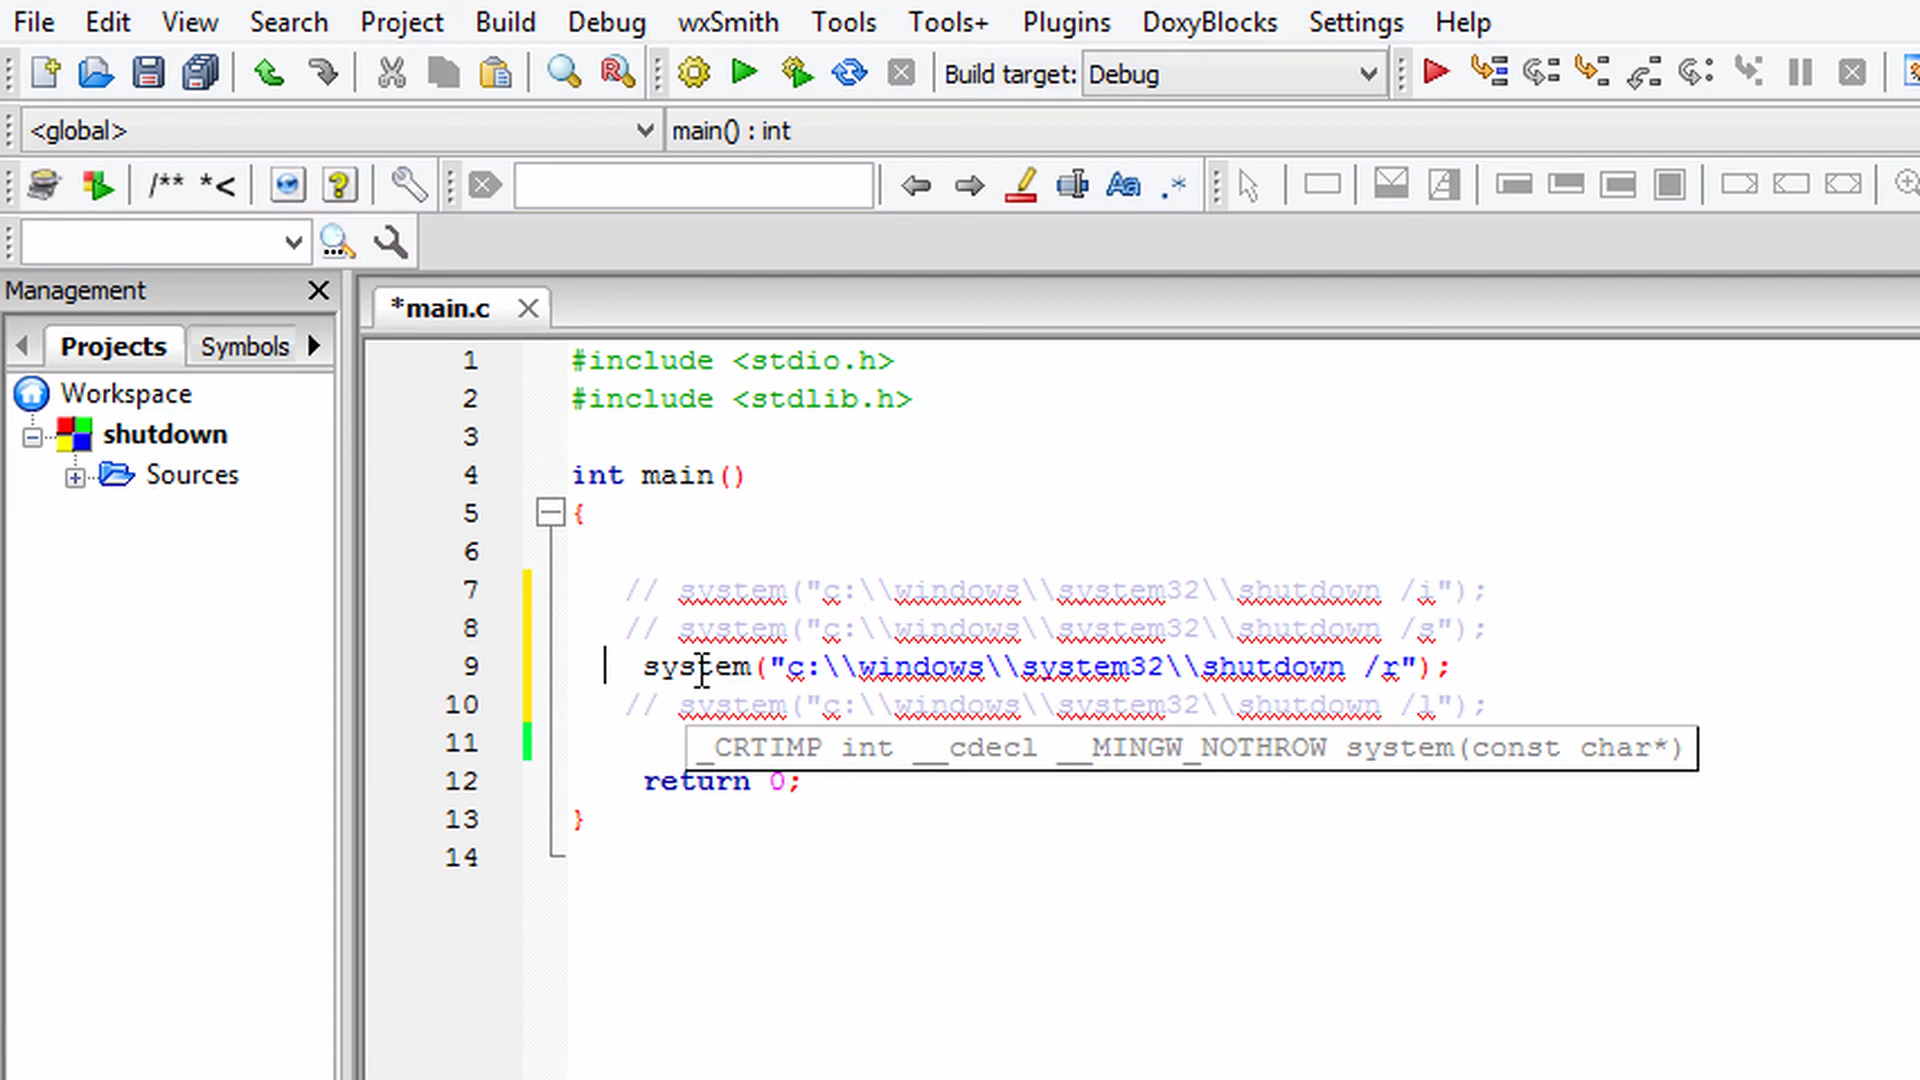 File Edit View Search Project Build Debug wxSmith Tools Tools+ Plugins DoxyBlocks Settings Help
Build target: Debug
<global> main() : int
/** *<
Management
*main.c
Projects Symbols
Workspace
shutdown
Sources
1 #include <stdio.h>
2 #include <stdlib.h>
3
4 int main()
5 {
6
7 // system("c:\\windows\\system32\\shutdown /i");
8 // system("c:\\windows\\system32\\shutdown /s");
9 system("c:\\windows\\system32\\shutdown /r");
10 // system("c:\\windows\\system32\\shutdown /l");
11 _CRTIMP int __cdecl __MINGW_NOTHROW system(const char*)
12 return 0;
13 }
14